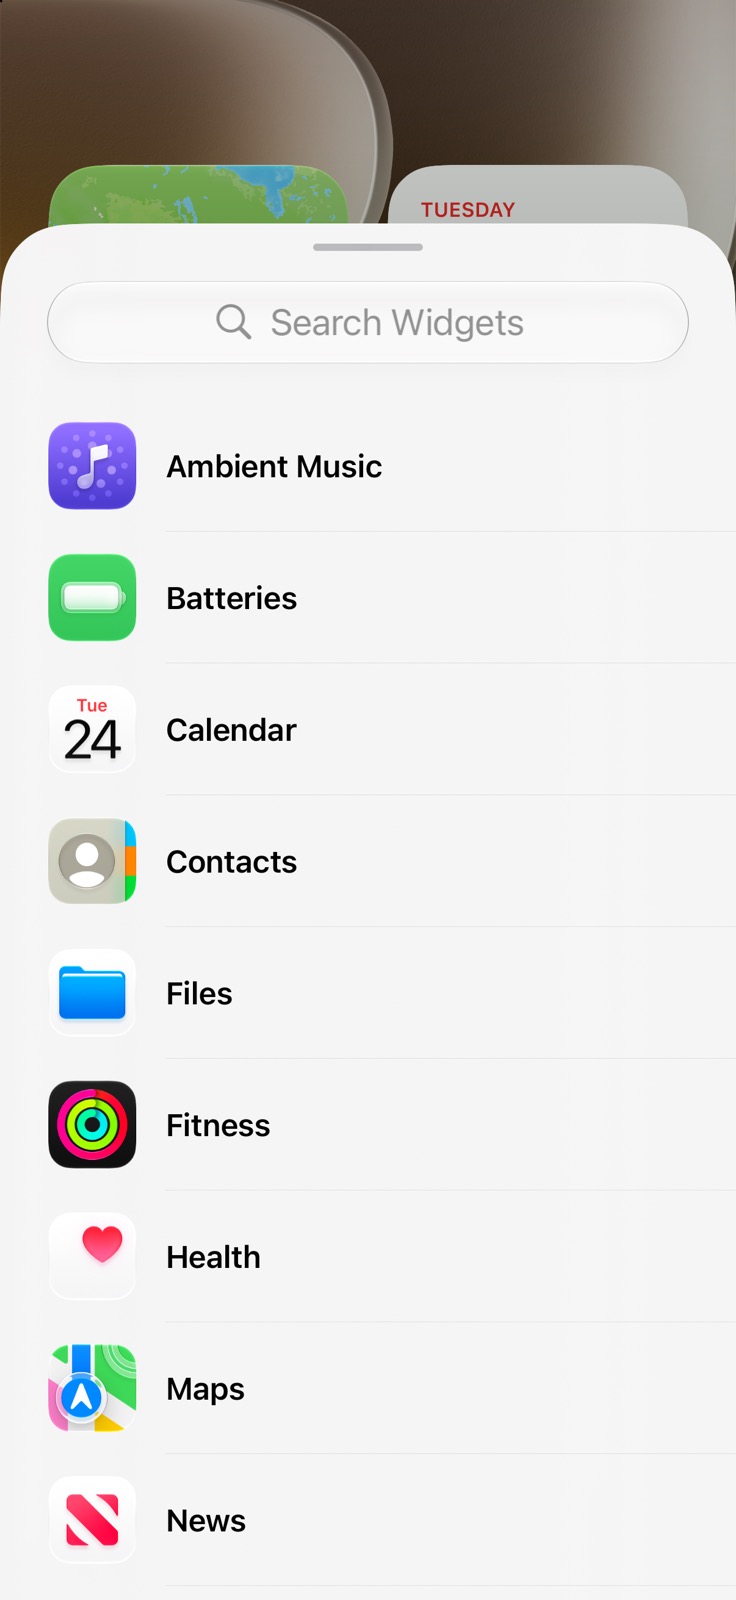 TUESDAY
Search Widgets
Ambient Music
Batteries
Tue
24
Calendar
Contacts
Files
Fitness
Health
Maps
News